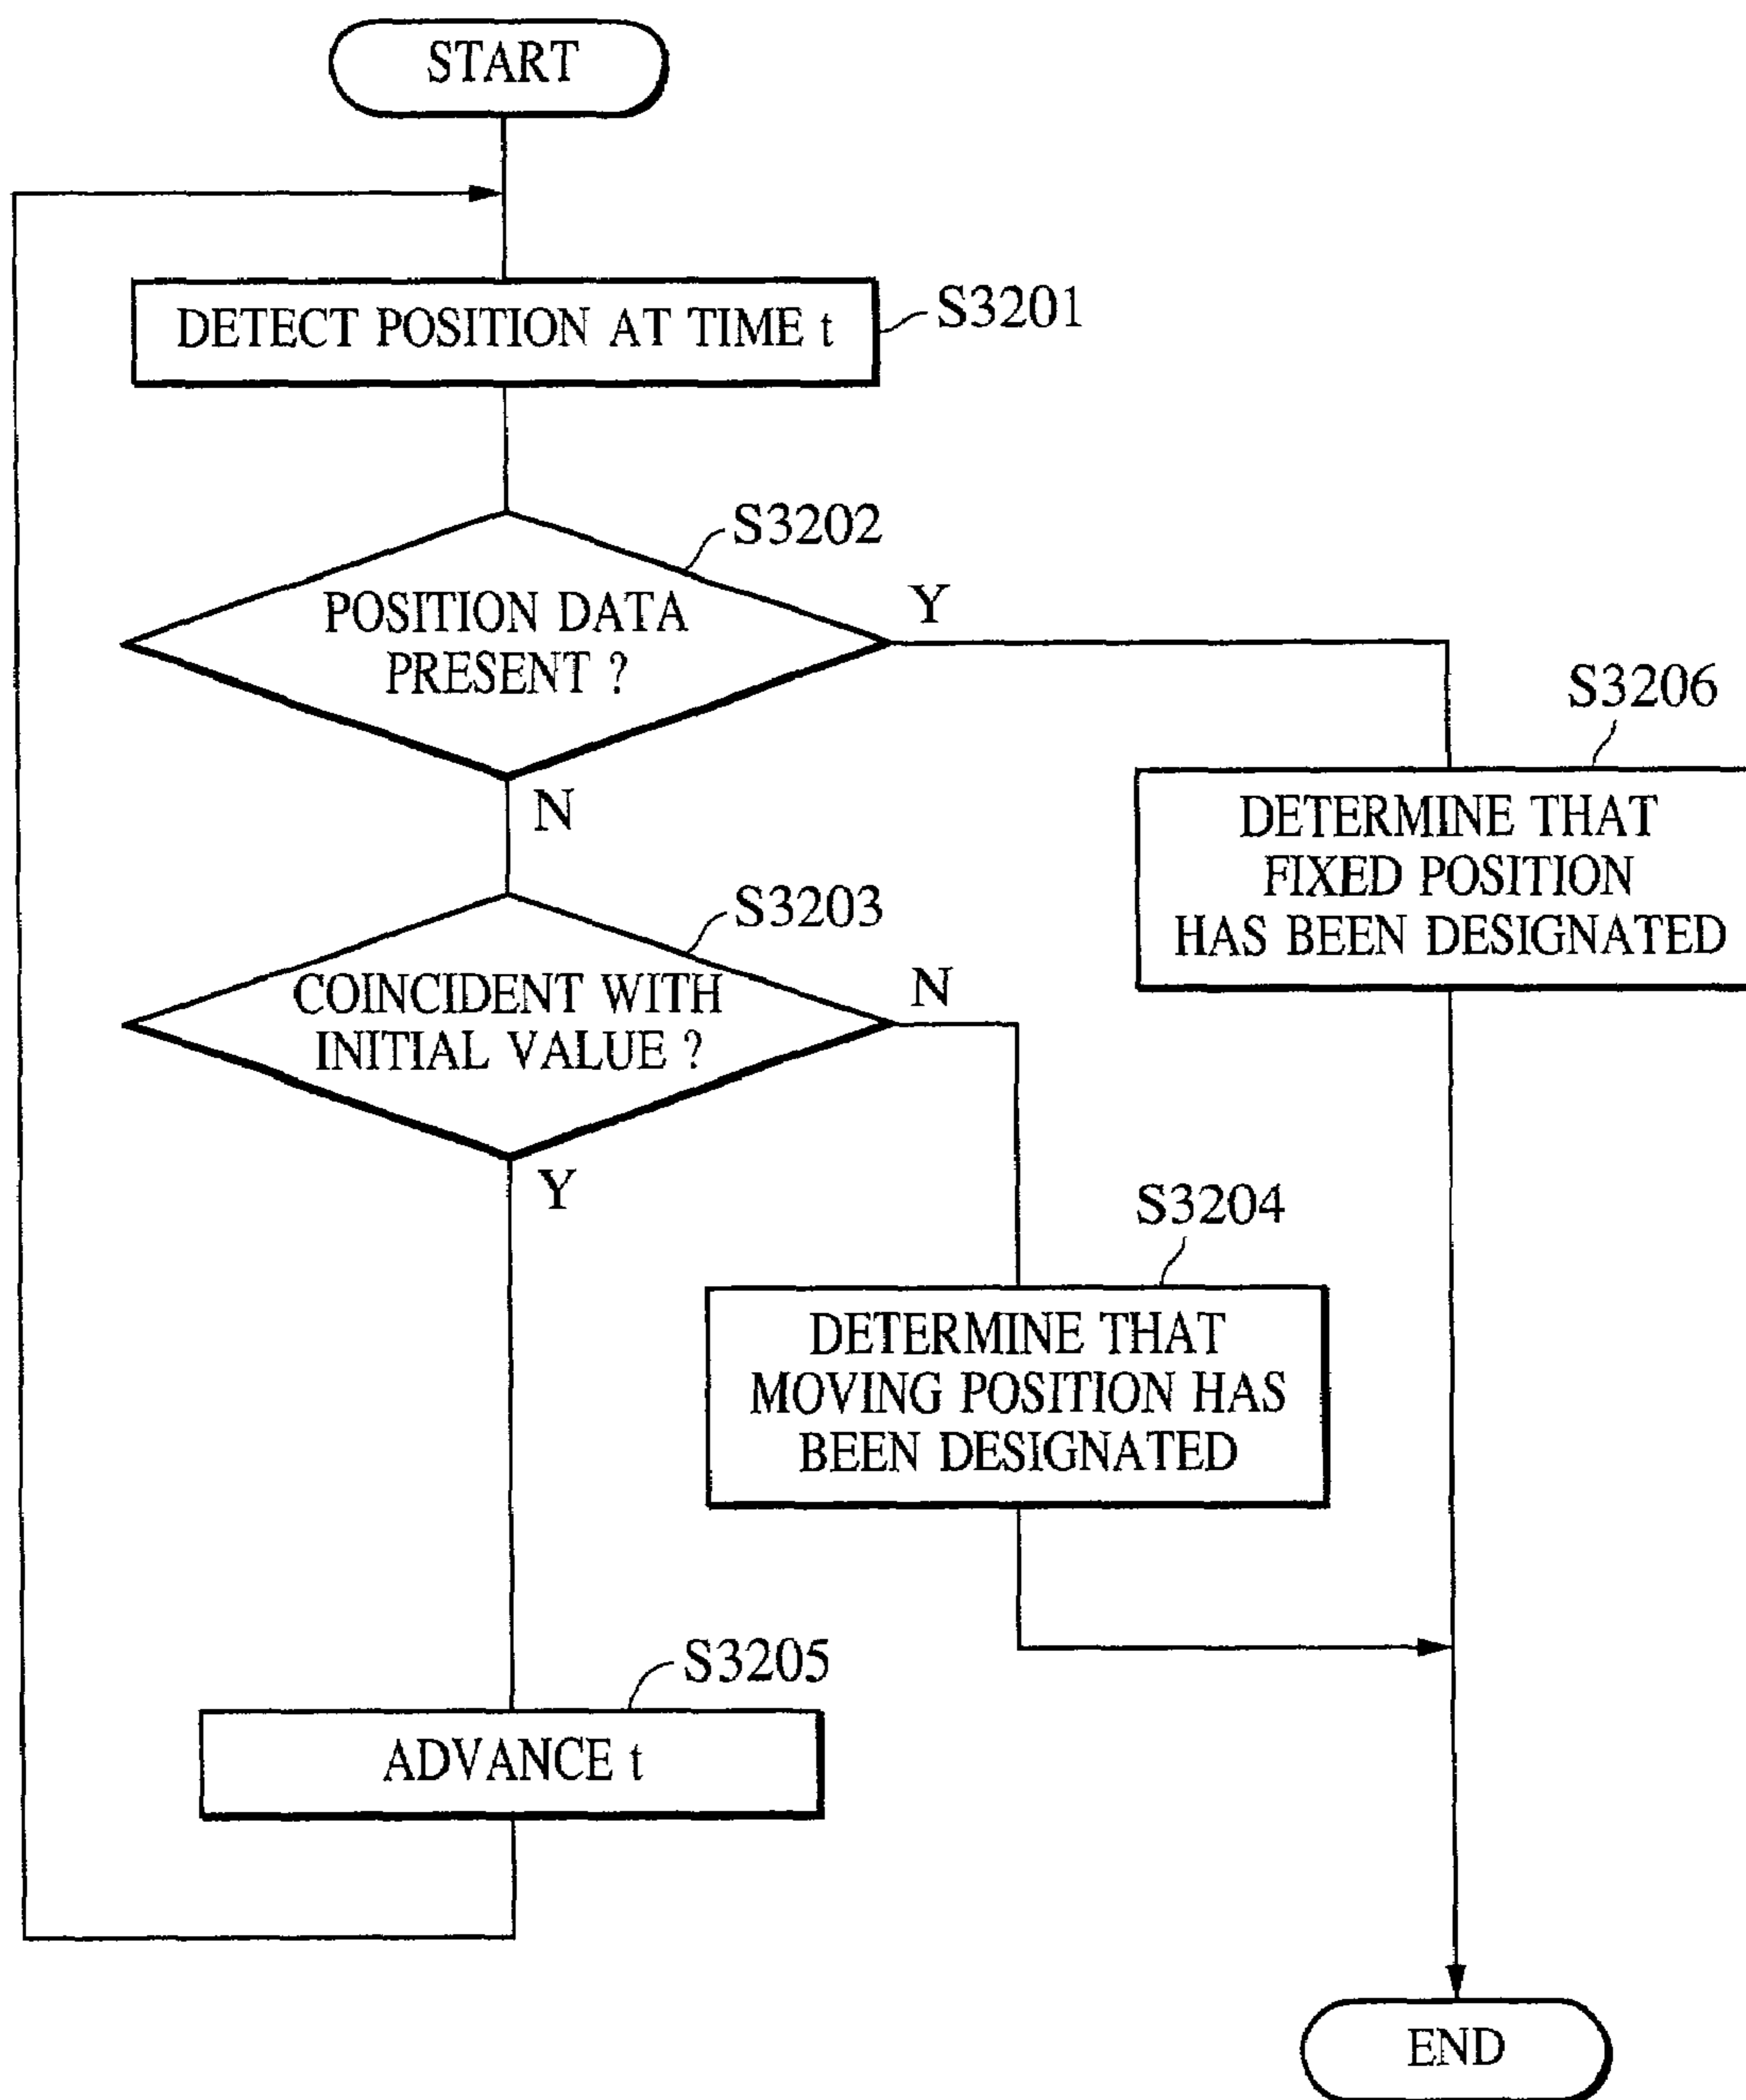 START
DETECT POSITION AT TIME t
S3201
S3202
POSITION DATA
PRESENT ?
Y
N
S3206
DETERMINE THAT
FIXED POSITION
HAS BEEN DESIGNATED
S3203
COINCIDENT WITH
INITIAL VALUE ?
N
Y
S3204
DETERMINE THAT
MOVING POSITION HAS
BEEN DESIGNATED
S3205
ADVANCE t
END